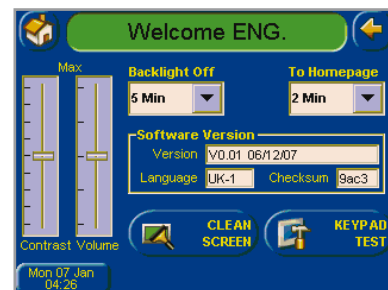 Welcome ENG.
Max
Backlight Off
To Homepage
5 Min
2 Min
Software Version
Version V0.01 06/12/07
Language UK-1 Checksum 9ac3
Contrast Volume
CLEAN SCREEN
KEYPAD TEST
Mon 07 Jan
04:26